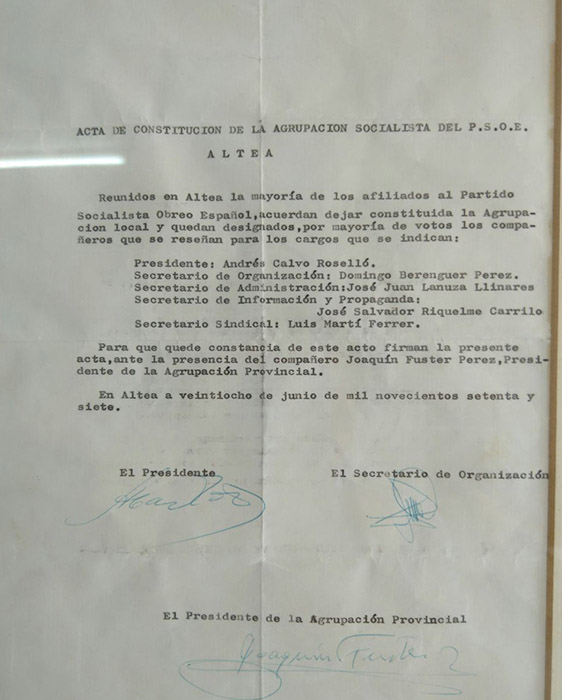 ACTA DE CONSTITUCION DE LA AGRUPACION SOCIALISTA DEL P.S.O.E.
A L T E A
Reunidos en Altea la mayoría de los afiliados al Partido
Socialista Obreo Español,acuerdan dejar constituida la Agrupa-
cion local y quedan designados,por mayoría de votos los compa-
ñeros que se reseñan para los cargos que se indican:
Presidente: Andrés Calvo Roselló.
Secretario de Organización: Domingo Berenguer Perez.
Secretario de Administración:José Juan Lanuza Llinares
Secretario de Información y Propaganda:
José Salvador Riquelme Carrilo
Secretario Sindical: Luis Martí Ferrer.
Para que quede constancia de este acto firman la presente
acta,ante la presencia del compañero Joaquín Fuster Perez,Presi-
dente de la Agrupación Provincial.
En Altea a veintiocho de junio de mil novecientos setenta y
siete.
El Presidente
El Secretario de Organización
El Presidente de la Agrupación Provincial
Joaquín Fuster